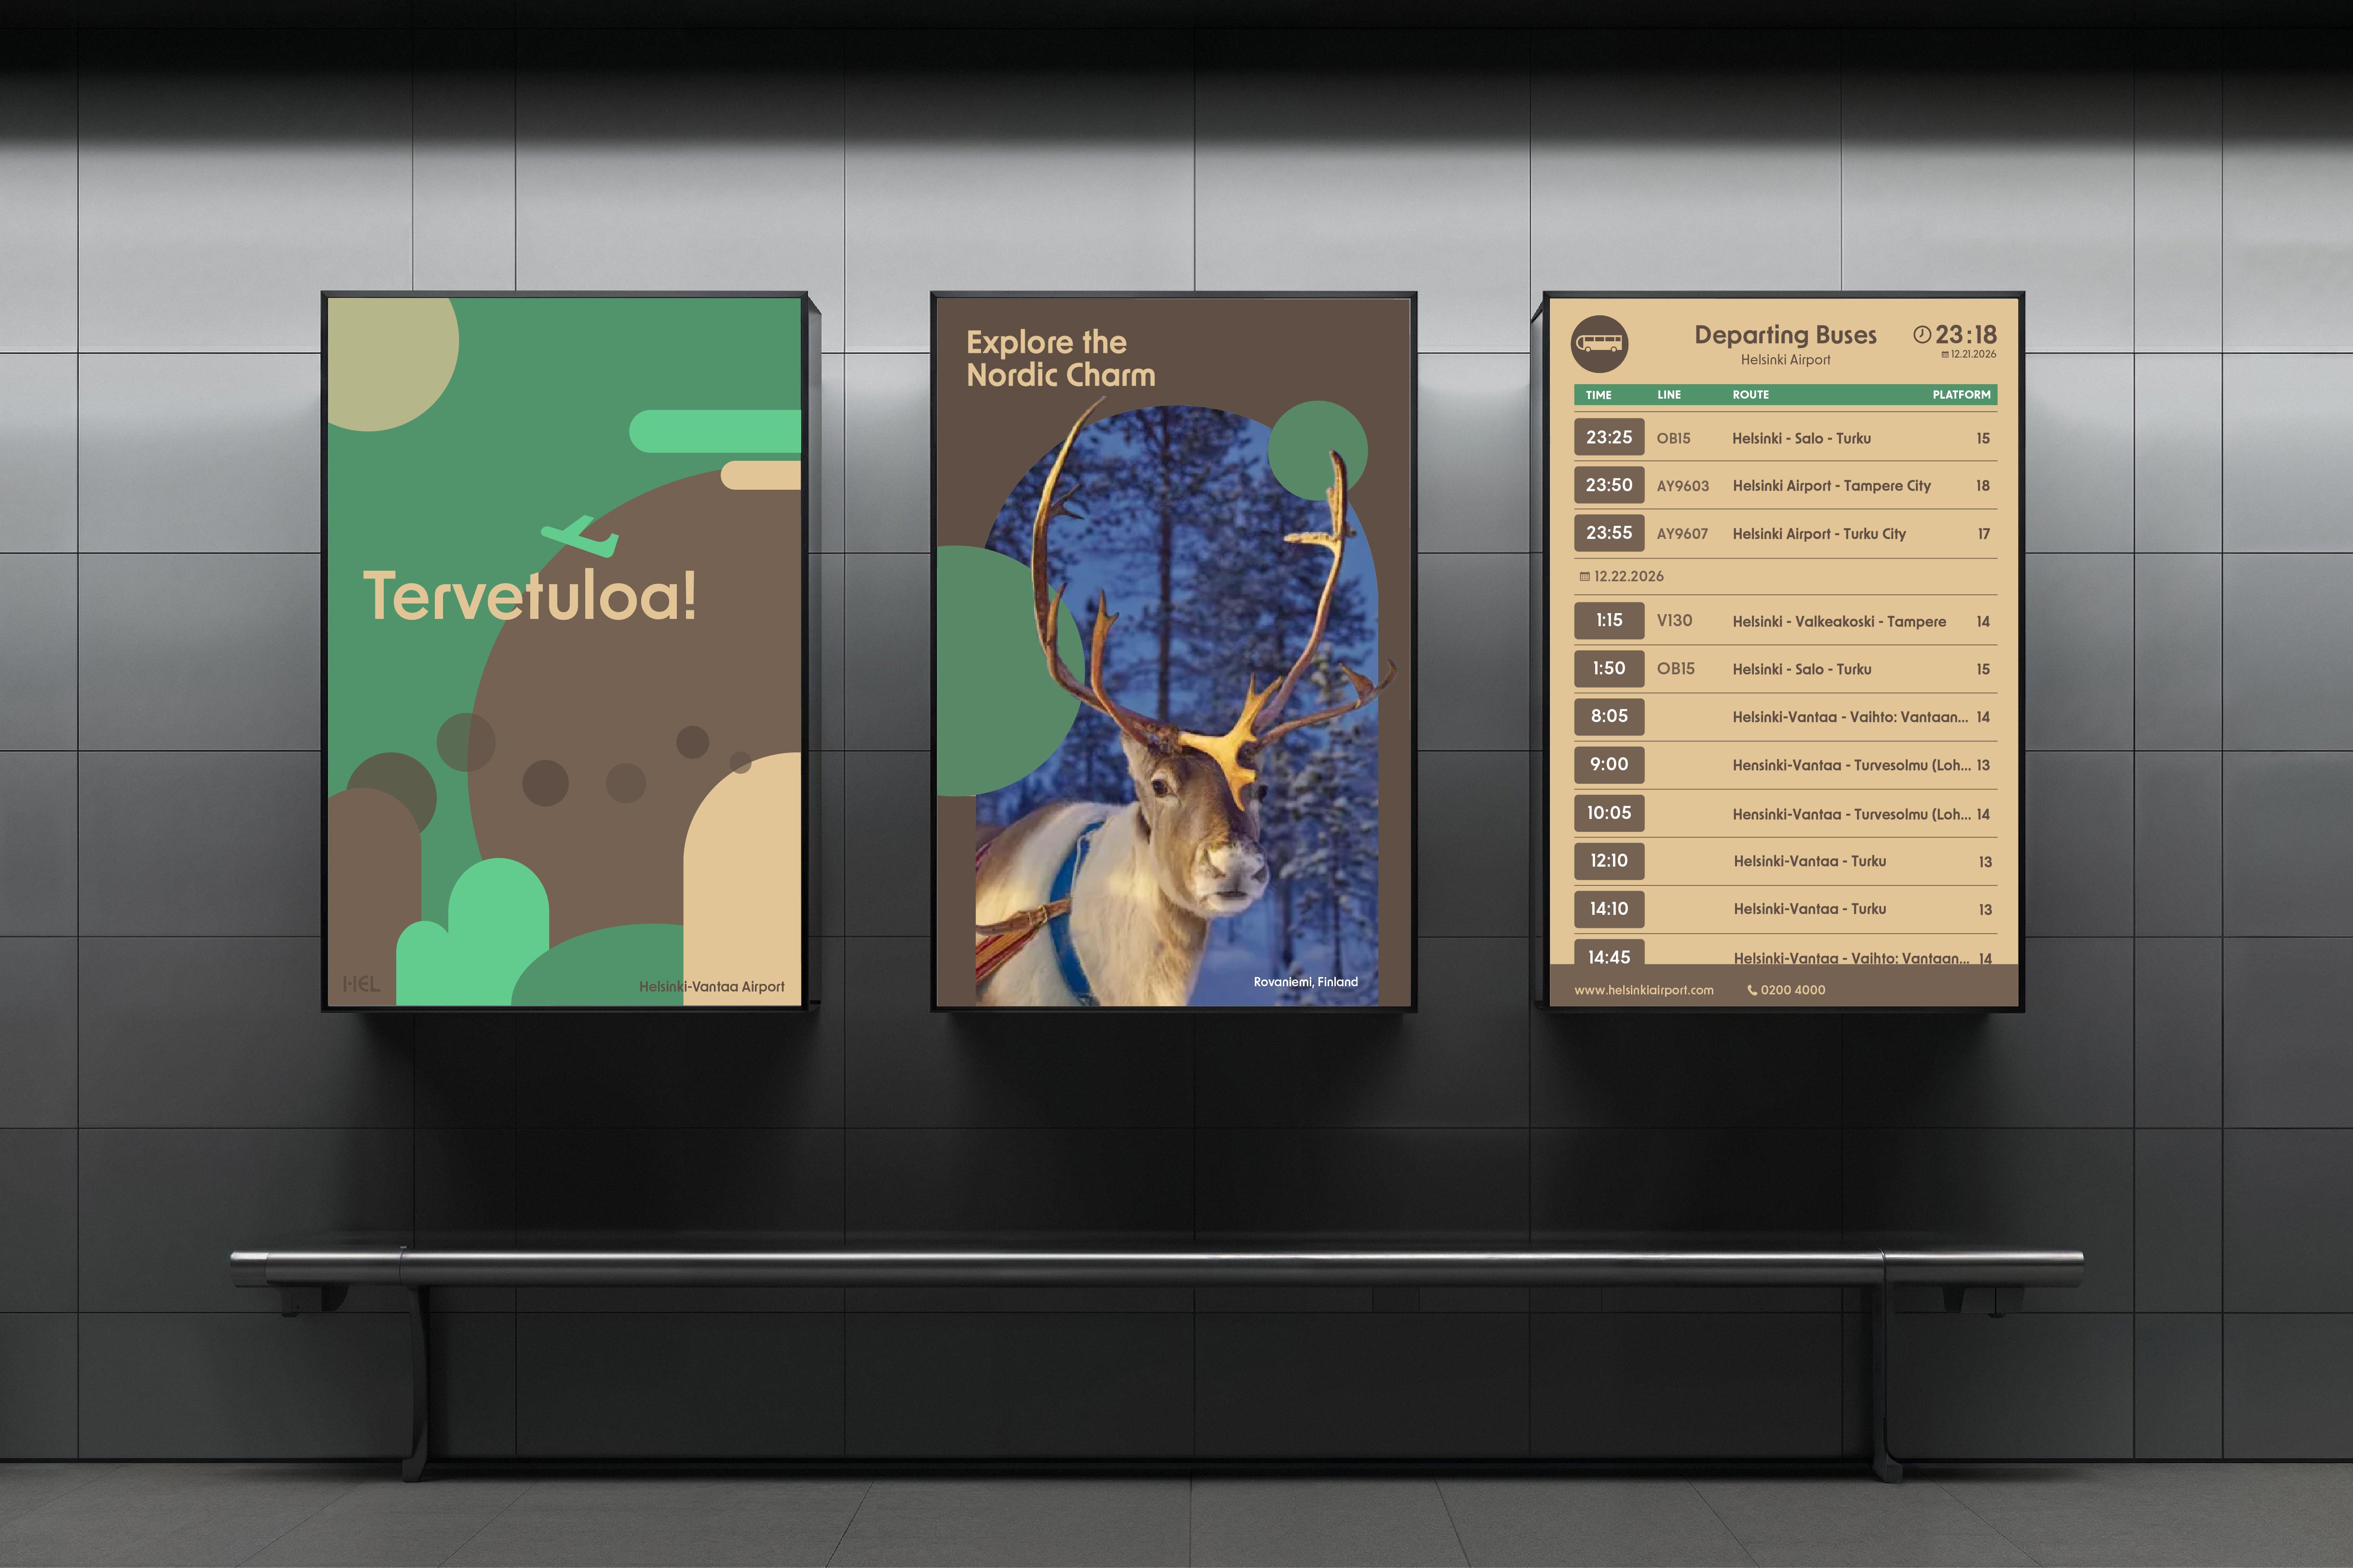 Tervetuloa!
HEL
Helsinki-Vantaa Airport
Explore the
Nordic Charm
Rovaniemi, Finland
Departing Buses
Helsinki Airport
23:18
12.21.2026
TIME LINE ROUTE PLATFORM
23:25 OB15 Helsinki - Salo - Turku 15
23:50 AY9603 Helsinki Airport - Tampere City 18
23:55 AY9607 Helsinki Airport - Turku City 17
12.22.2026
1:15 V130 Helsinki - Valkeakoski - Tampere 14
1:50 OB15 Helsinki - Salo - Turku 15
8:05 Helsinki-Vantaa - Vaihto: Vantaan... 14
9:00 Hensinki-Vantaa - Turvesolmu (Loh... 13
10:05 Hensinki-Vantaa - Turvesolmu (Loh... 14
12:10 Helsinki-Vantaa - Turku 13
14:10 Helsinki-Vantaa - Turku 13
14:45 Helsinki-Vantaa - Vaihto: Vantaan... 14
www.helsinkiairport.com 0200 4000